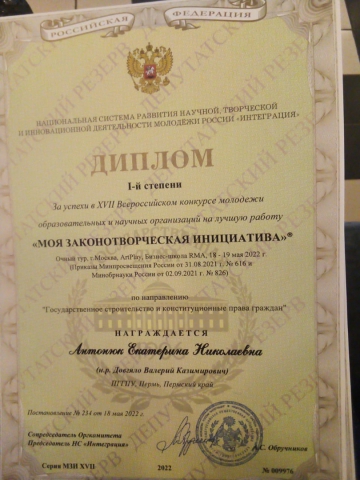 РОССИЙСКАЯ ФЕДЕРАЦИЯ
НАЦИОНАЛЬНАЯ СИСТЕМА РАЗВИТИЯ НАУЧНОЙ, ТВОРЧЕСКОЙ
И ИННОВАЦИОННОЙ ДЕЯТЕЛЬНОСТИ МОЛОДЁЖИ РОССИИ «ИНТЕГРАЦИЯ»
ДИПЛОМ
I-й степени
За успехи в XVII Всероссийском конкурсе молодежи
образовательных и научных организаций на лучшую работу
«МОЯ ЗАКОНОТВОРЧЕСКАЯ ИНИЦИАТИВА»®
Очный тур, г.Москва, ArtPlay, Бизнес-школа RMA, 18 - 19 мая 2022 г.
(Приказы Минпросвещения России от 31.08.2021 г. № 616 и
Минобрнауки России от 02.09.2021 г. № 826)
по направлению
"Государственное строительство и конституционные права граждан"
НАГРАЖДАЕТСЯ
Антонюк Екатерина Николаевна
(н.р. Довгяло Валерий Казимирович)
Пермь, Пермский край
Постановление № 234 от 18 мая 2022 г.
Сопредседатель Оргкомитета
Председатель НС «Интеграция»
А.С. Обручников
Серия МЗИ XVII
2022